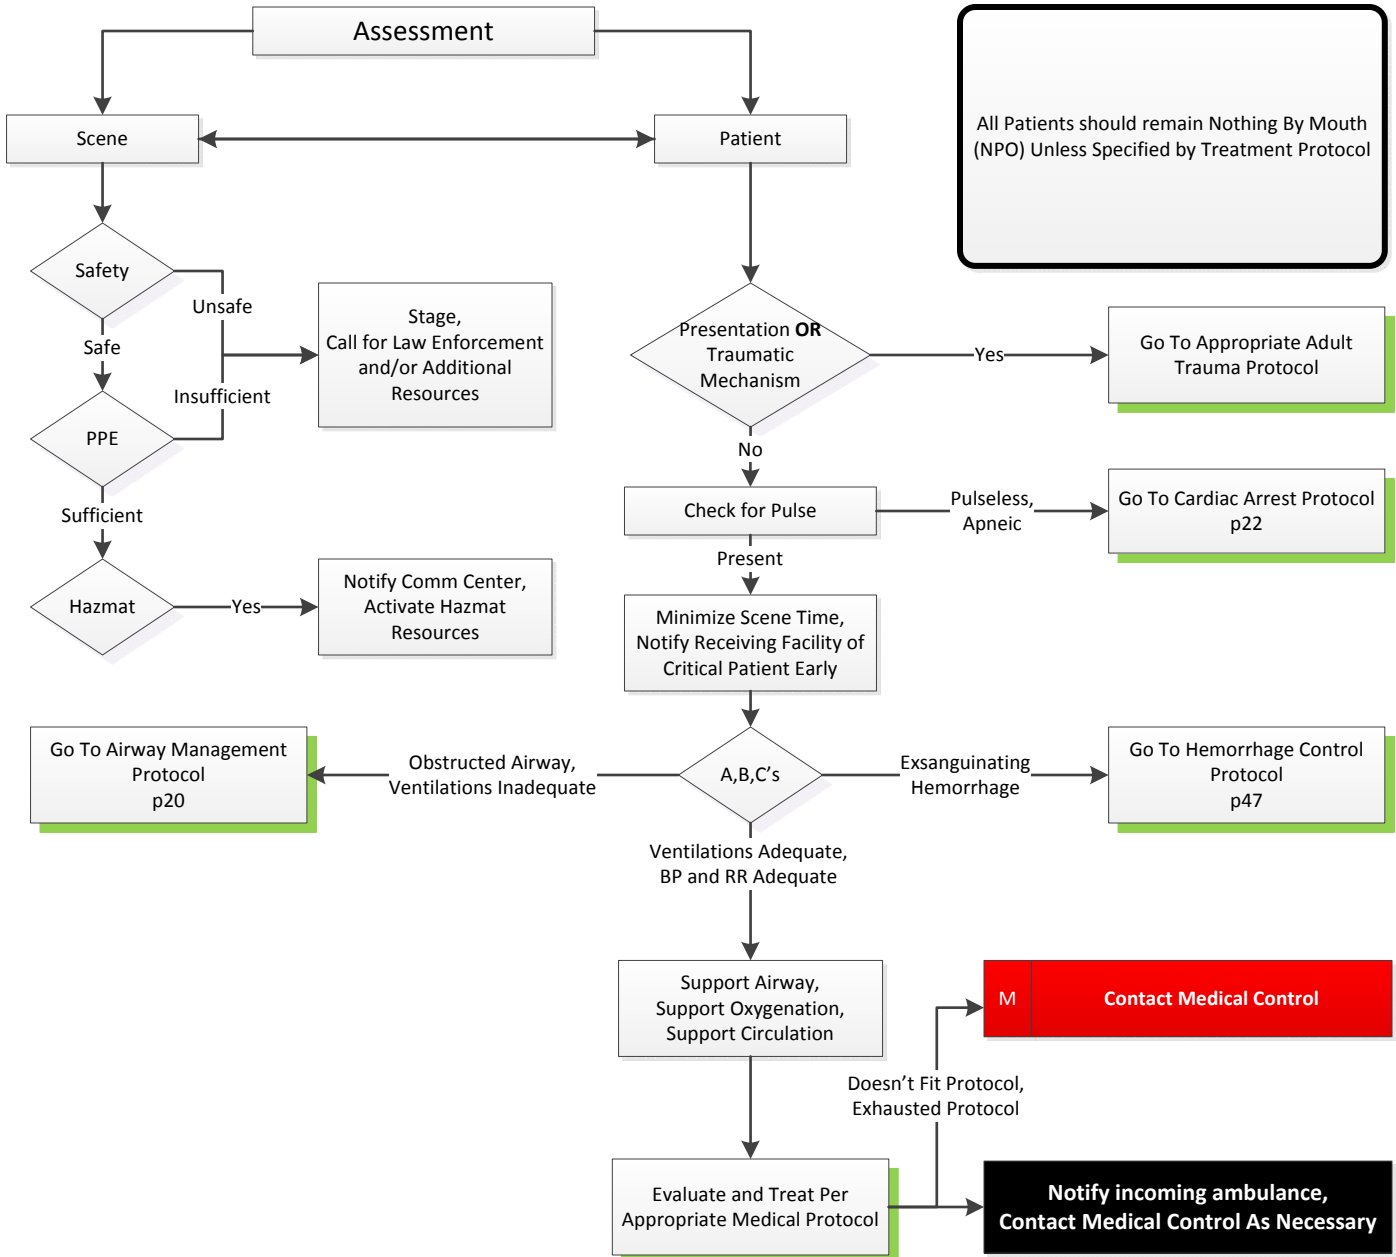 Assessment
Scene
Patient
All Patients should remain Nothing By Mouth
(NPO) Unless Specified by Treatment Protocol
Safety
Unsafe
Safe
Stage,
Call for Law Enforcement
and/or Additional
Resources
Insufficient
PPE
Sufficient
Hazmat
Yes
Notify Comm Center,
Activate Hazmat
Resources
Presentation OR
Traumatic
Mechanism
Yes
Go To Appropriate Adult
Trauma Protocol
No
Check for Pulse
Pulseless,
Apneic
Go To Cardiac Arrest Protocol
p22
Present
Minimize Scene Time,
Notify Receiving Facility of
Critical Patient Early
Go To Airway Management
Protocol
p20
Obstructed Airway,
Ventilations Inadequate
A,B,C's
Exsanguinating
Hemorrhage
Go To Hemorrhage Control
Protocol
p47
Ventilations Adequate,
BP and RR Adequate
Support Airway,
Support Oxygenation,
Support Circulation
M
Contact Medical Control
Doesn't Fit Protocol,
Exhausted Protocol
Evaluate and Treat Per
Appropriate Medical Protocol
Notify incoming ambulance,
Contact Medical Control As Necessary